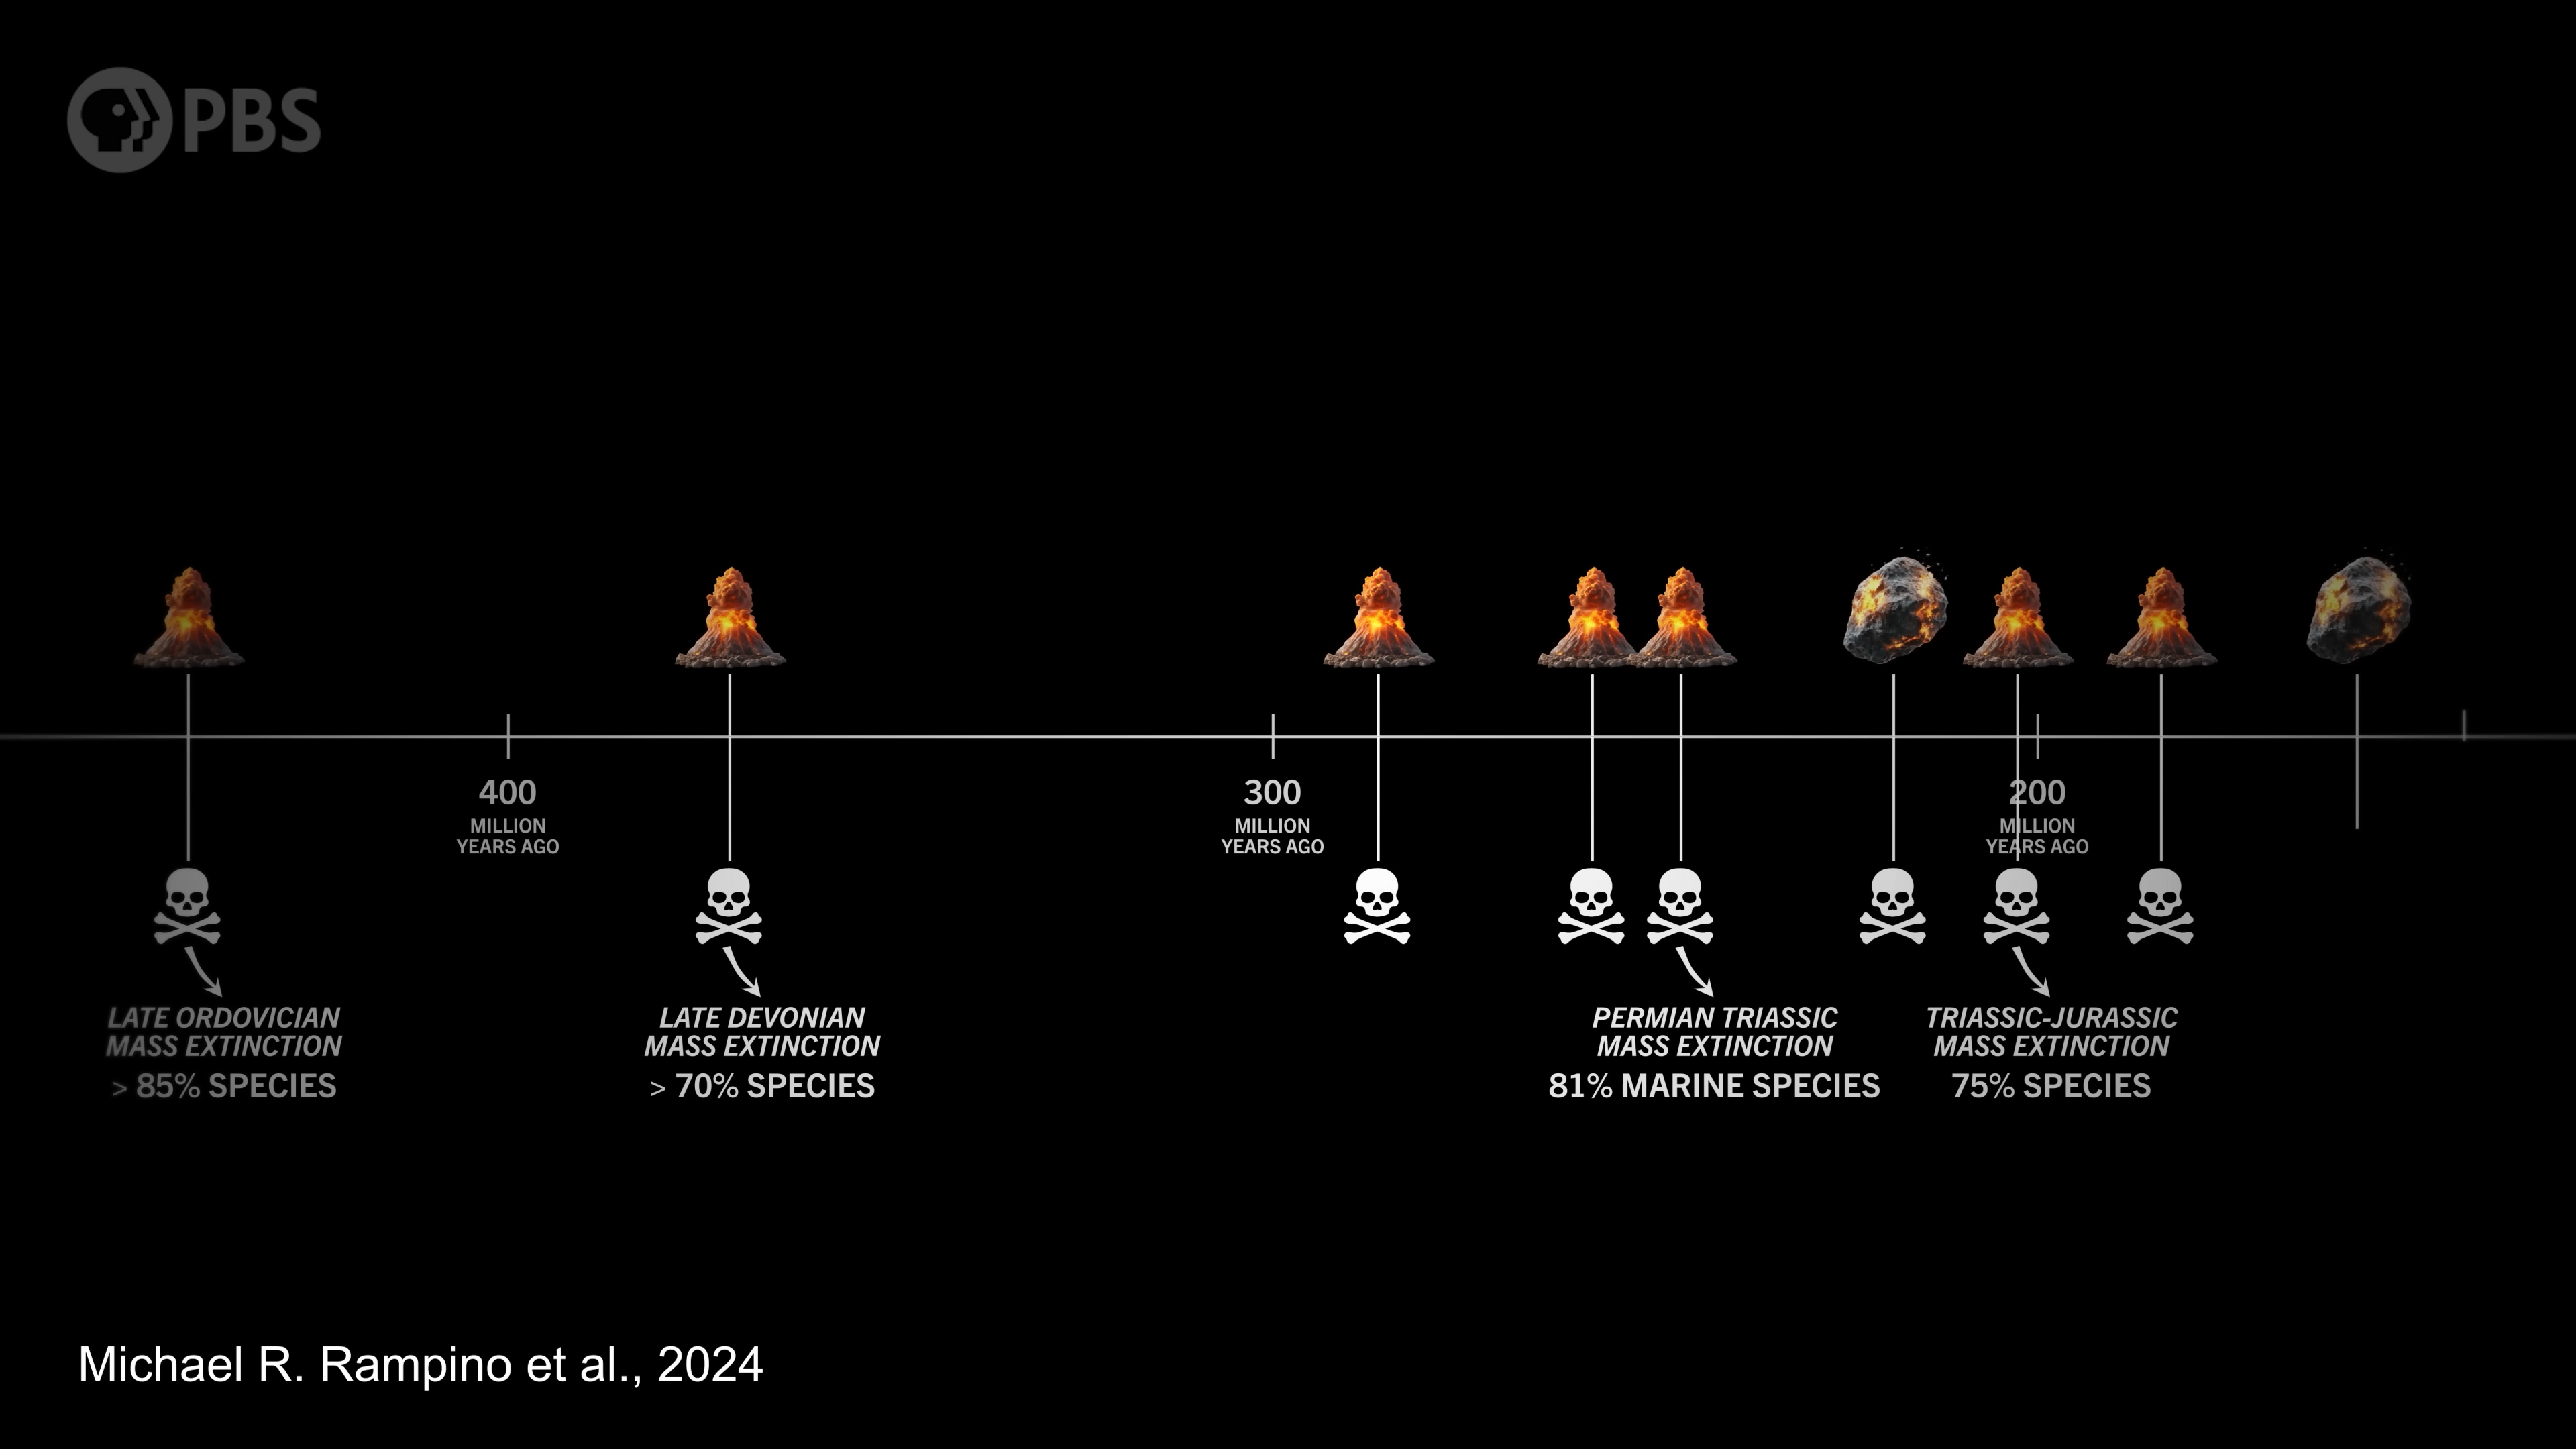 PBS
400
MILLION
YEARS AGO
300
MILLION
YEARS AGO
200
MILLION
YEARS AGO
LATE ORDOVICIAN
MASS EXTINCTION
> 85% SPECIES
LATE DEVONIAN
MASS EXTINCTION
> 70% SPECIES
PERMIAN TRIASSIC
MASS EXTINCTION
81% MARINE SPECIES
TRIASSIC-JURASSIC
MASS EXTINCTION
75% SPECIES
Michael R. Rampino et al., 2024